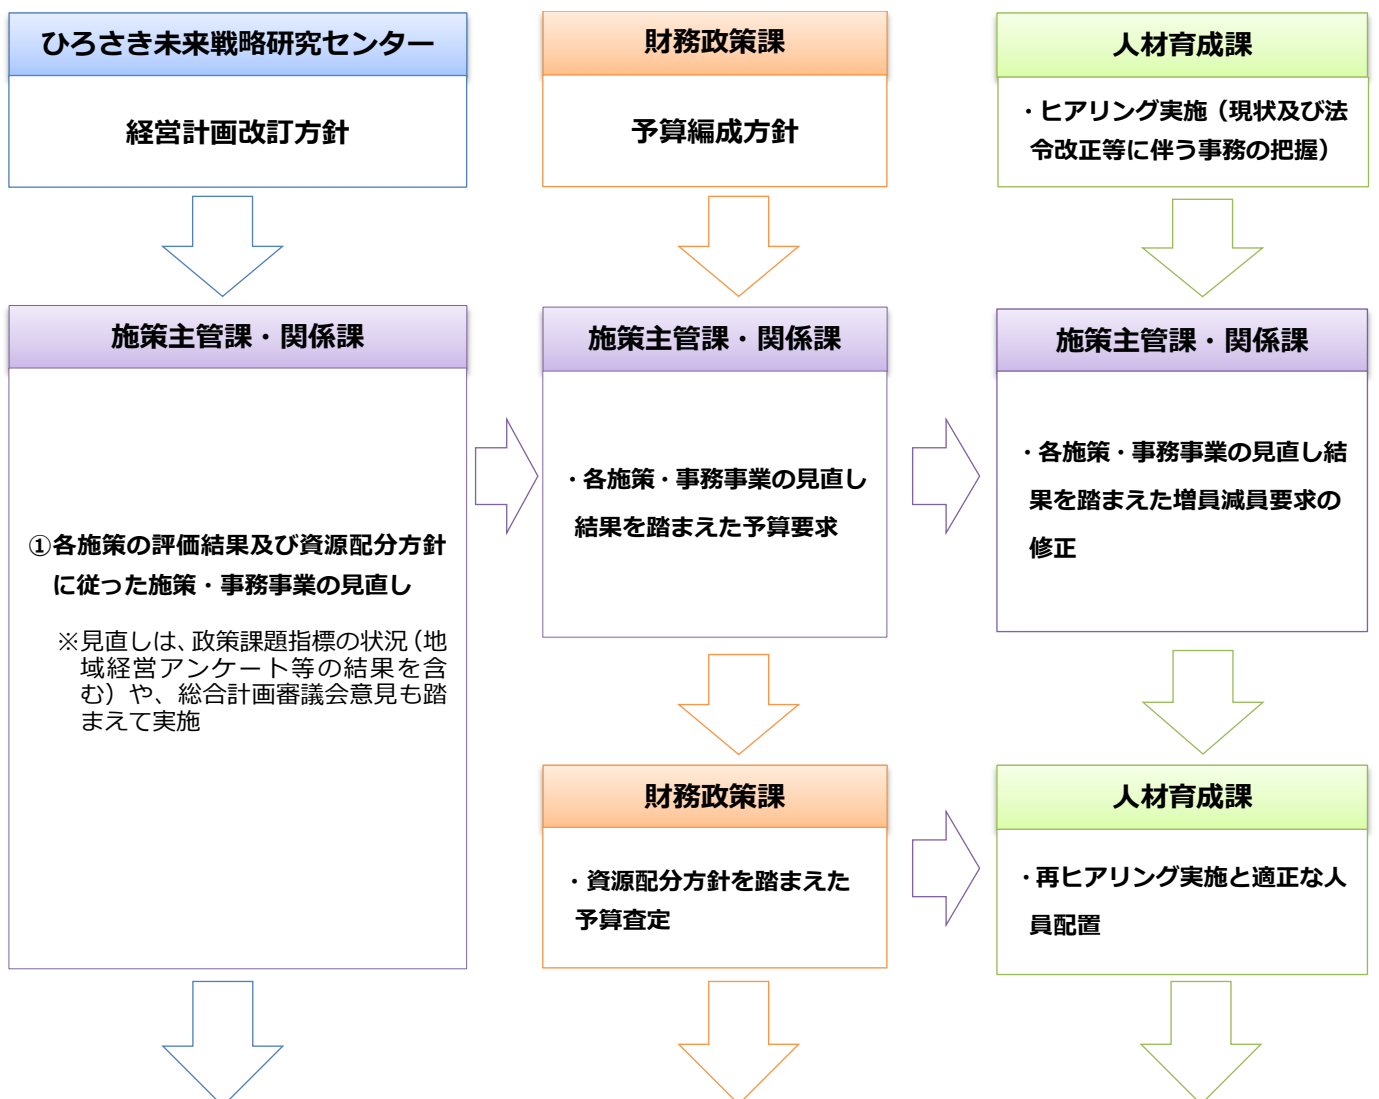 ひろさき未来戦略研究センター
経営計画改訂方針
財務政策課
予算編成方針
人材育成課
・ヒアリング実施（現状及び法
令改正等に伴う事務の把握）
施策主管課・関係課
①各施策の評価結果及び資源配分方針
に従った施策・事務事業の見直し
※見直しは、政策課題指標の状況（地
域経営アンケート等の結果を含
む）や、総合計画審議会意見も踏
まえて実施
施策主管課・関係課
・各施策・事務事業の見直し
結果を踏まえた予算要求
施策主管課・関係課
・各施策・事務事業の見直し結
果を踏まえた増員減員要求の
修正
財務政策課
・資源配分方針を踏まえた
予算査定
人材育成課
・再ヒアリング実施と適正な人
員配置